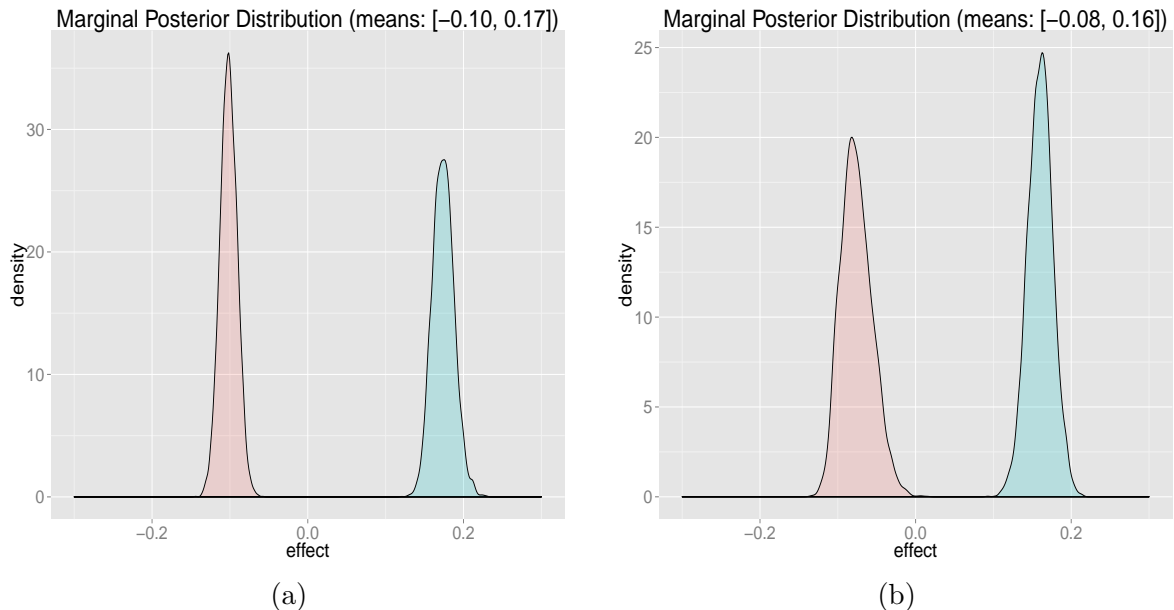 Marginal Posterior Distribution (means: [−0.10, 0.17])
30
20
10
0
density
−0.2 0.0 0.2
effect
(a)
Marginal Posterior Distribution (means: [−0.08, 0.16])
25
20
15
10
5
0
density
−0.2 0.0 0.2
effect
(b)